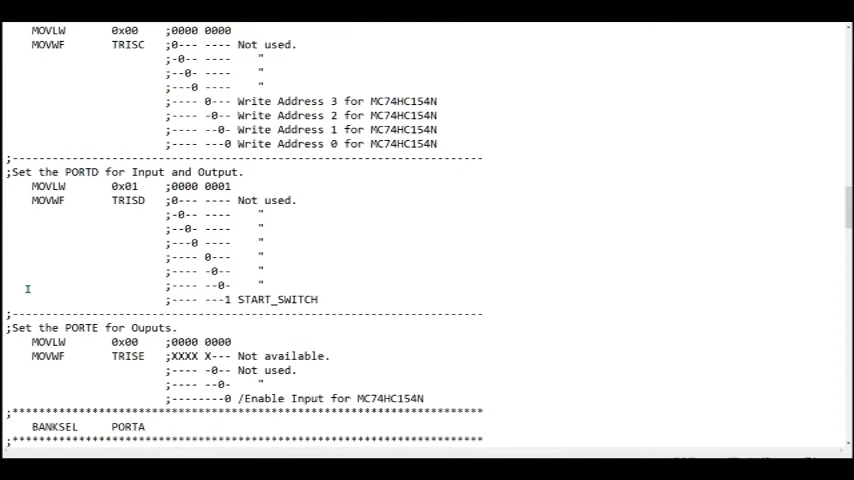 MOVLW 0x00 ;0000 0000
MOVWF TRISC ;0--- ---- Not used.
;-0-- ---- "
;--0- ---- "
;---0 ---- "
;---- 0--- Write Address 3 for MC74HC154N
;---- -0-- Write Address 2 for MC74HC154N
;---- --0- Write Address 1 for MC74HC154N
;---- ---0 Write Address 0 for MC74HC154N
;-----------------------------------------------------------------------
;Set the PORTD for Input and Output.
MOVLW 0x01 ;0000 0001
MOVWF TRISD ;0--- ---- Not used.
;-0-- ---- "
;--0- ---- "
;---0 ---- "
;---- 0--- "
;---- -0-- "
;---- --0- "
;---- ---1 START_SWITCH
;-----------------------------------------------------------------------
;Set the PORTE for Ouputs.
MOVLW 0x00 ;0000 0000
MOVWF TRISE ;XXXX X--- Not available.
;---- -0-- Not used.
;---- --0- "
;--------0 /Enable Input for MC74HC154N
;***********************************************************************
BANKSEL PORTA
;***********************************************************************